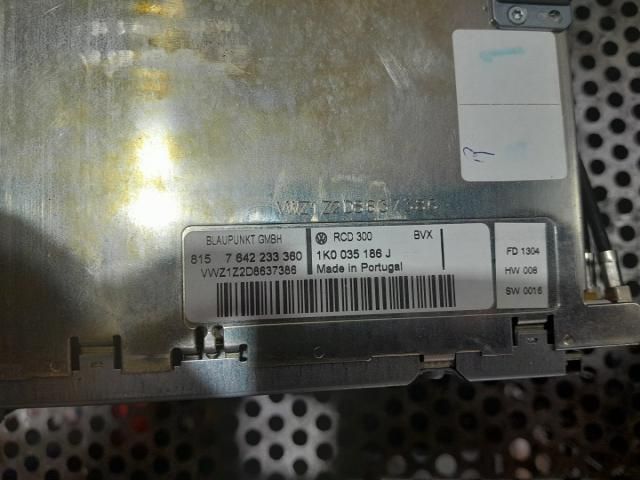 VWZ1Z2D8637386
BLAUPUNKT GMBH
815 7 642 233 360
VWZ1Z2D8637386
RCD 300 BVX
1K0 035 186 J
Made in Portugal
FD 1304
HW 008
SW 0016